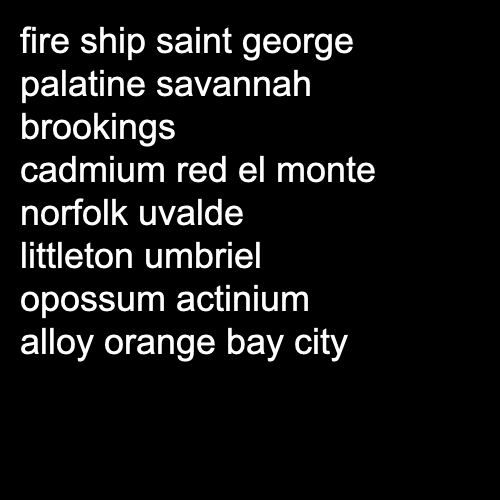 fire ship saint george
palatine savannah
brookings
cadmium red el monte
norfolk uvalde
littleton umbriel
opossum actinium
alloy orange bay city